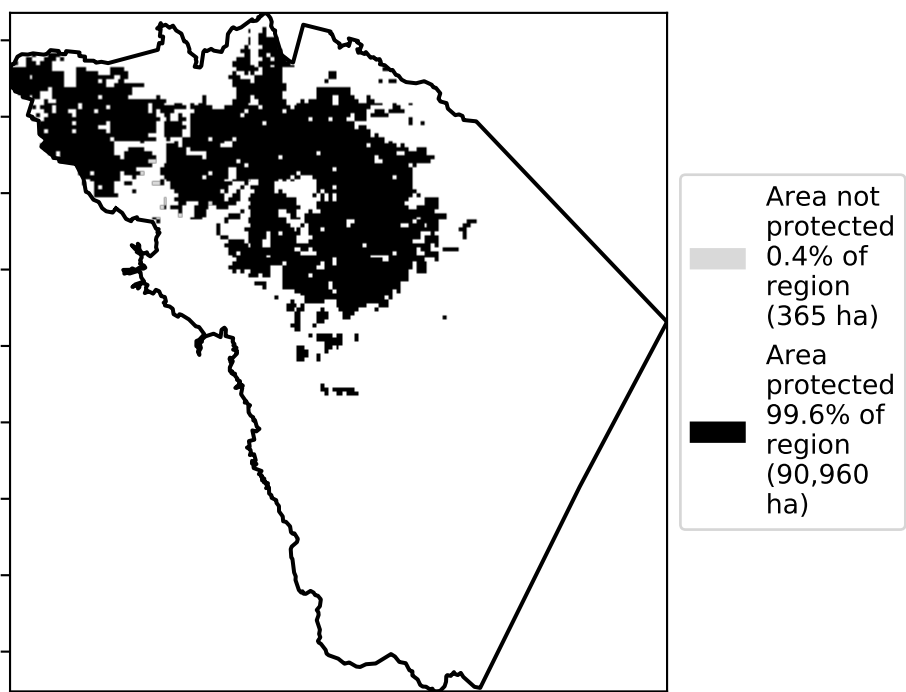 Area not
protected
0.4% of
region
(365 ha)
Area
protected
99.6% of
region
(90,960
ha)